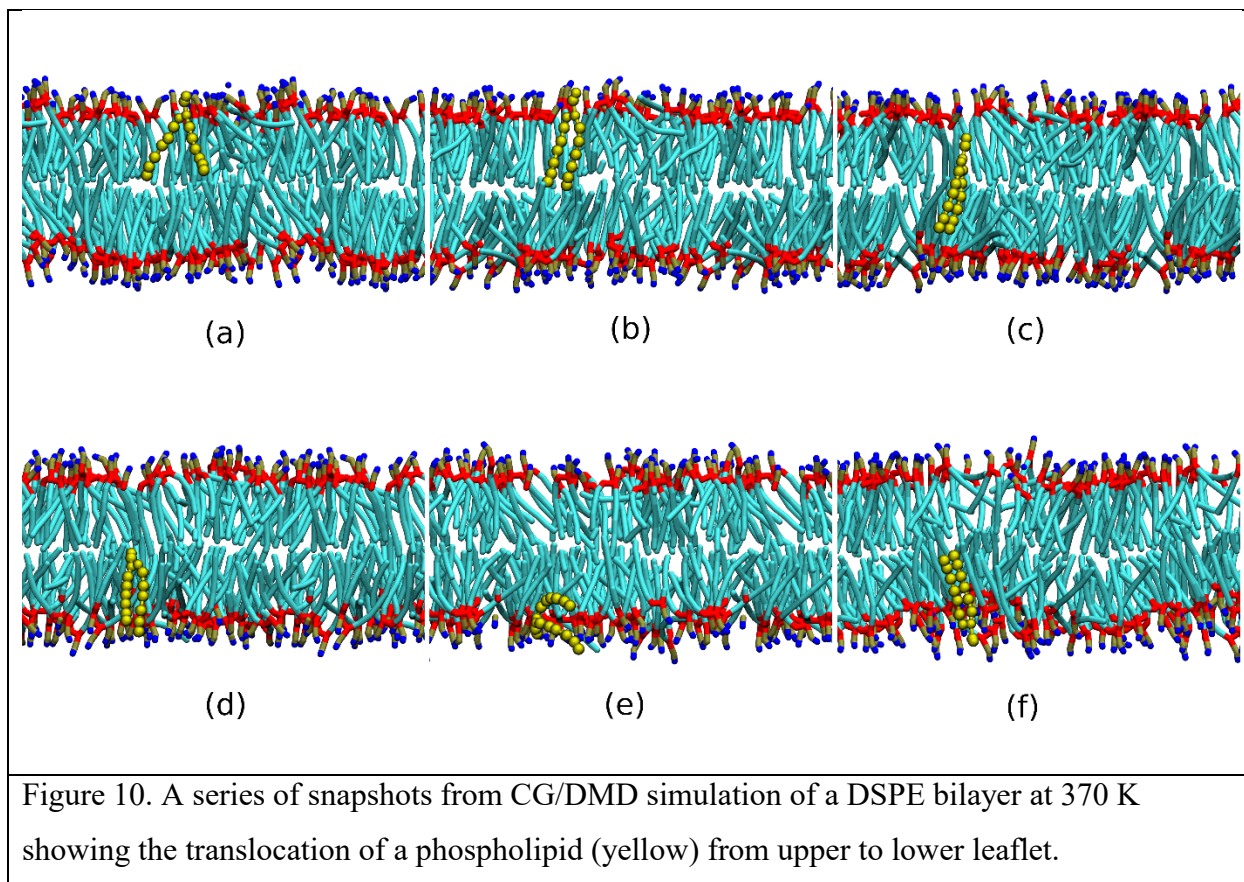 (a)
(b)
(c)
(d)
(e)
(f)
Figure 10. A series of snapshots from CG/DMD simulation of a DSPE bilayer at 370 K
showing the translocation of a phospholipid (yellow) from upper to lower leaflet.